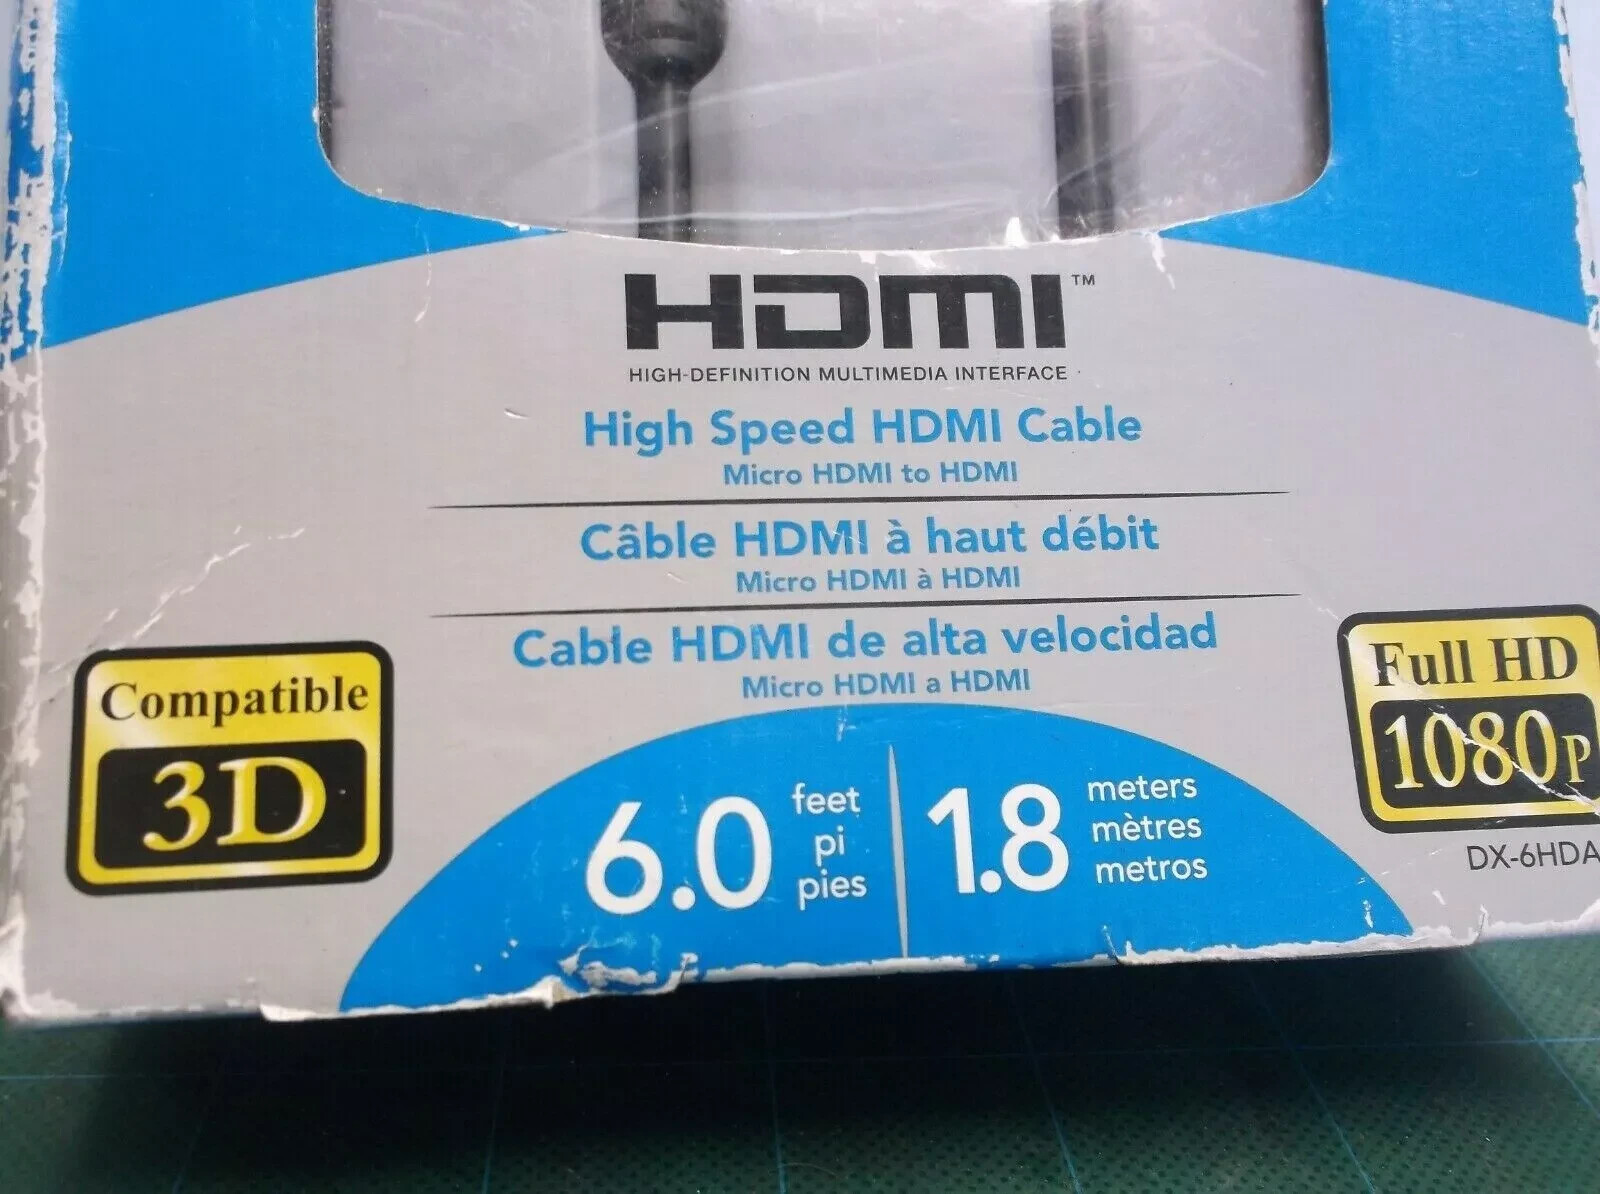 HDMI™
HIGH-DEFINITION MULTIMEDIA INTERFACE
High Speed HDMI Cable
Micro HDMI to HDMI
Câble HDMI à haut débit
Micro HDMI à HDMI
Cable HDMI de alta velocidad
Micro HDMI a HDMI
Compatible
3D
6.0 feet
pi
pies
1.8 meters
mètres
metros
Full HD
1080P
DX-6HDA